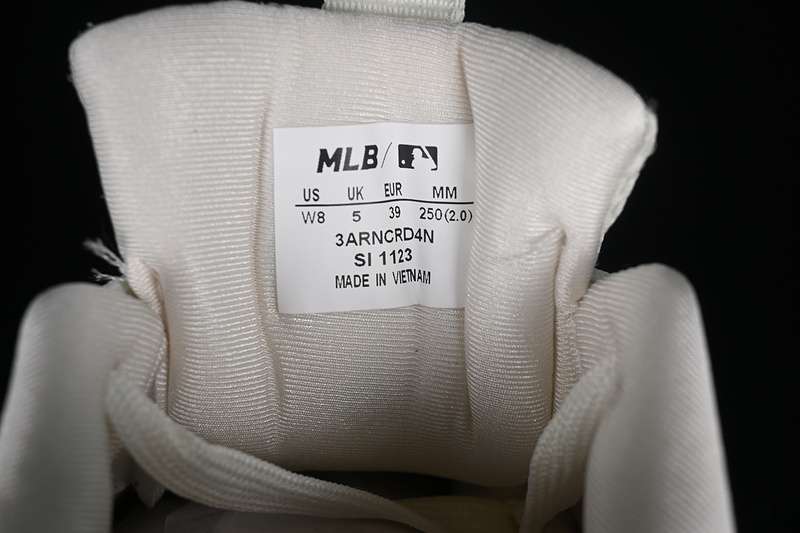 MLB
US UK EUR MM
W8 5 39 250(2.0)
3ARNCRD4N
SI 1123
MADE IN VIETNAM